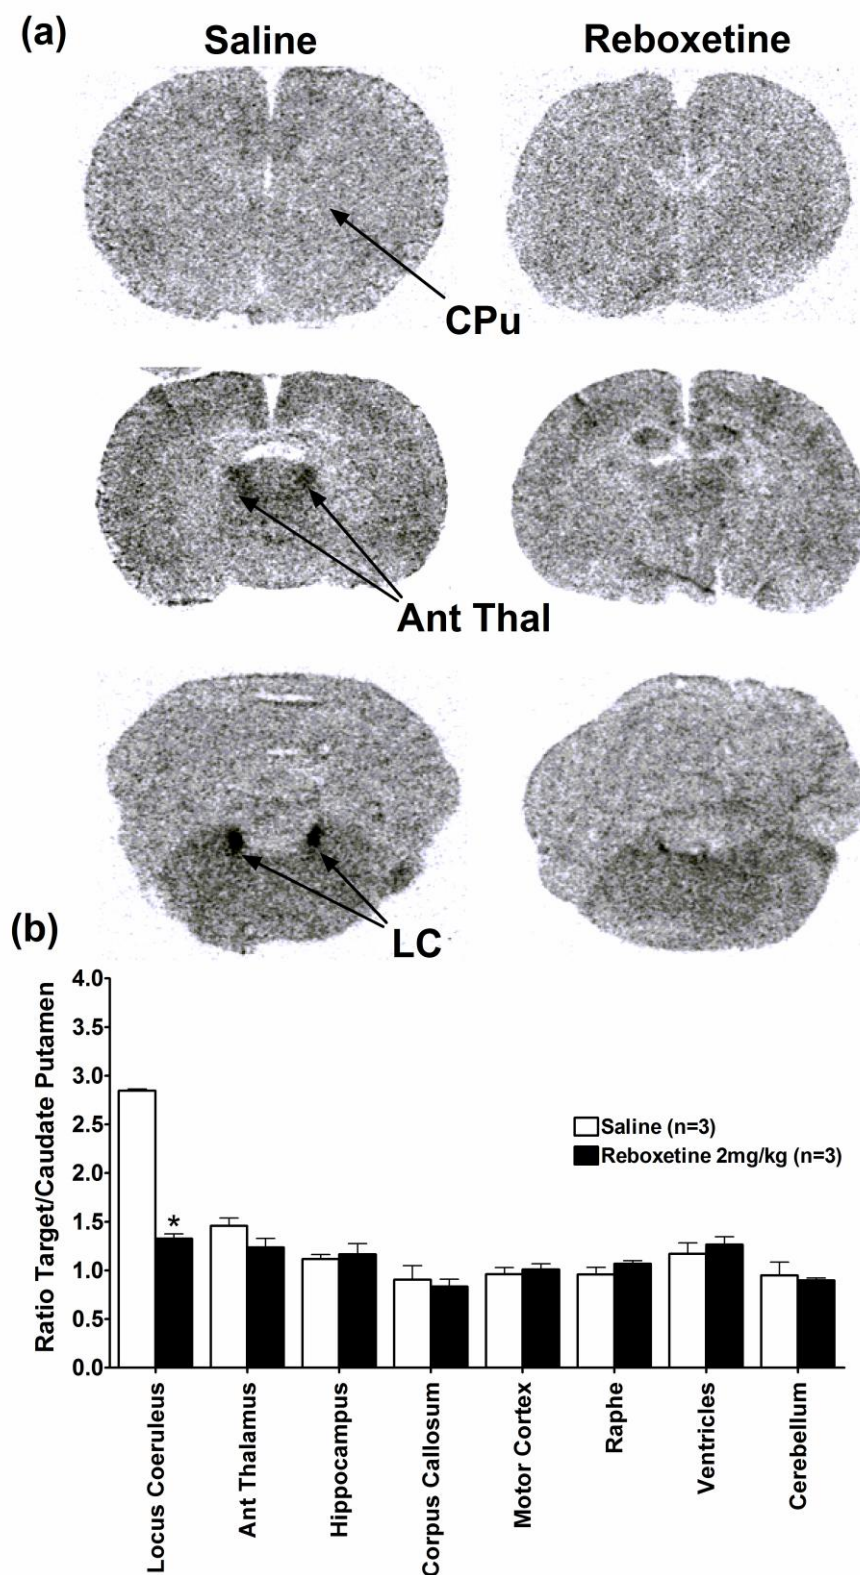 (a)
Saline
Reboxetine
CPu
Ant Thal
LC
(b)
Ratio Target/Caudate Putamen
4.0
3.5
3.0
2.5
2.0
1.5
1.0
0.5
0.0
Saline (n=3)
Reboxetine 2mg/kg (n=3)
*
Locus Coeruleus
Ant Thalamus
Hippocampus
Corpus Callosum
Motor Cortex
Raphe
Ventricles
Cerebellum